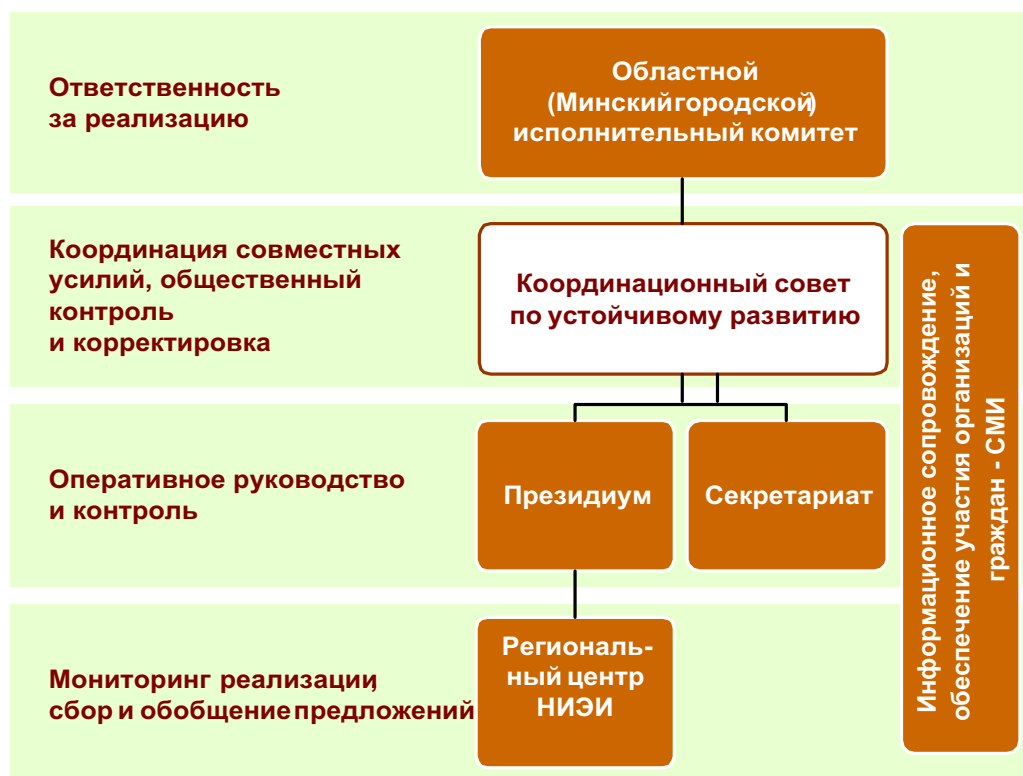 Ответственность
за реализацию
Областной
(Минский городской)
исполнительный комитет
Координация совместных
усилий, общественный
контроль
и корректировка
Координационный совет
по устойчивому развитию
Оперативное руководство
и контроль
Президиум
Секретариат
Мониторинг реализации,
сбор и обобщение предложений
Региональ-
ный центр
НИЭИ
Информационное сопровождение,
обеспечение участия организаций и
граждан - СМИ